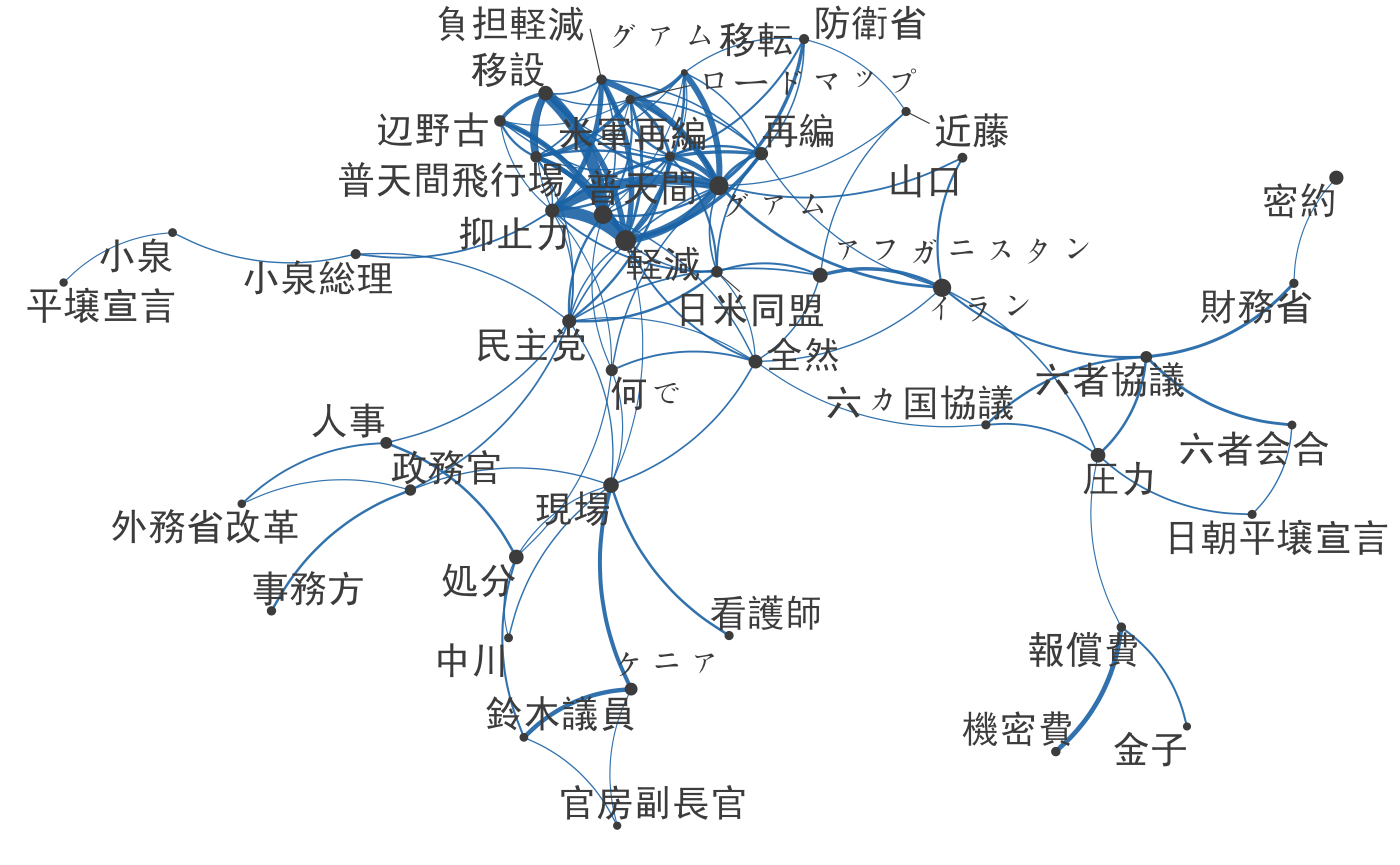 負担軽減
グアム移転
防衛省
移設
ロードマップ
辺野古
米軍再編
再編
近藤
普天間飛行場
普天間
山口
密約
グアム
抑止力
小泉
小泉総理
軽減
アフガニスタン
平壌宣言
日米同盟
イラン
財務省
民主党
全然
何で
六カ国協議
六者協議
人事
政務官
六者会合
圧力
外務省改革
現場
日朝平壌宣言
処分
事務方
看護師
中川
ケニア
報償費
鈴木議員
機密費
金子
官房副長官